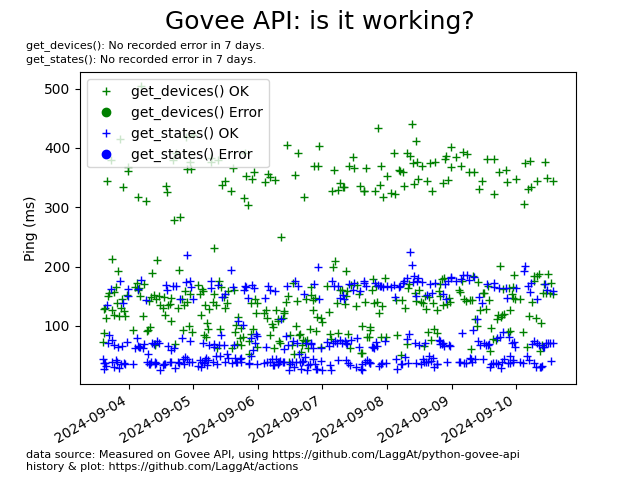 Govee API: is it working?
get_devices(): No recorded error in 7 days.
get_states(): No recorded error in 7 days.
get_devices() OK
get_devices() Error
get_states() OK
get_states() Error
500
400
300
200
100
Ping (ms)
2024-09-04
2024-09-05
2024-09-06
2024-09-07
2024-09-08
2024-09-09
2024-09-10
data source: Measured on Govee API, using https://github.com/LaggAt/python-govee-api
history & plot: https://github.com/LaggAt/actions